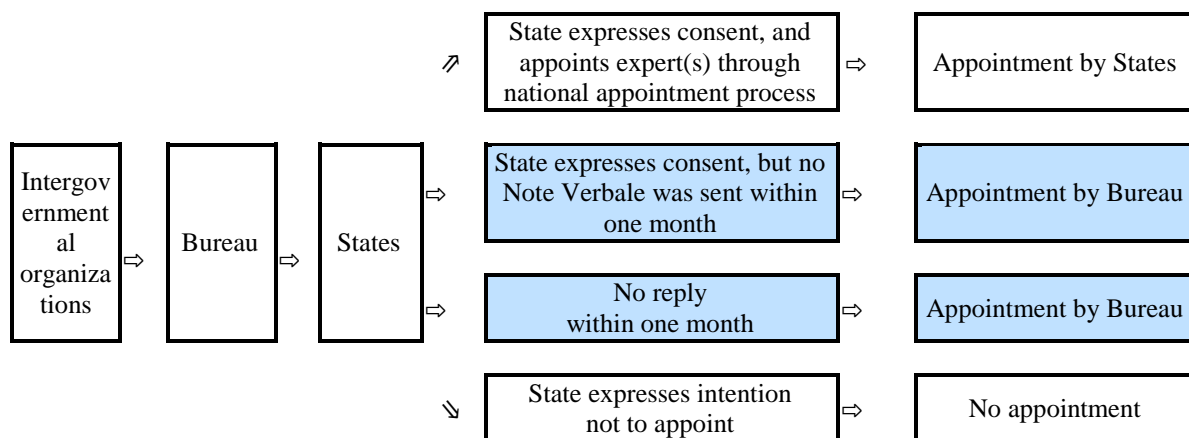 State expresses consent, and
appoints expert(s) through
national appointment process
⇨
Appointment by States
Intergov
ernment
al
organiza
tions
⇨
Bureau
⇨
States
⇨
State expresses consent, but no
Note Verbale was sent within
one month
⇨
Appointment by Bureau
⇨
No reply
within one month
⇨
Appointment by Bureau
State expresses intention
not to appoint
⇨
No appointment